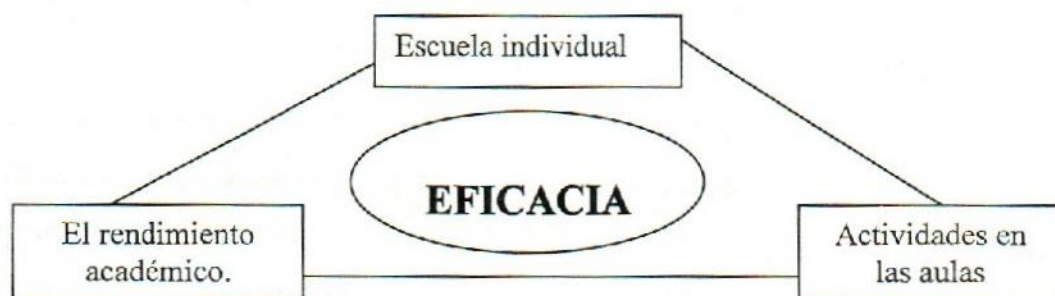 Escuela individual
EFICACIA
El rendimiento
académico.
Actividades en
las aulas